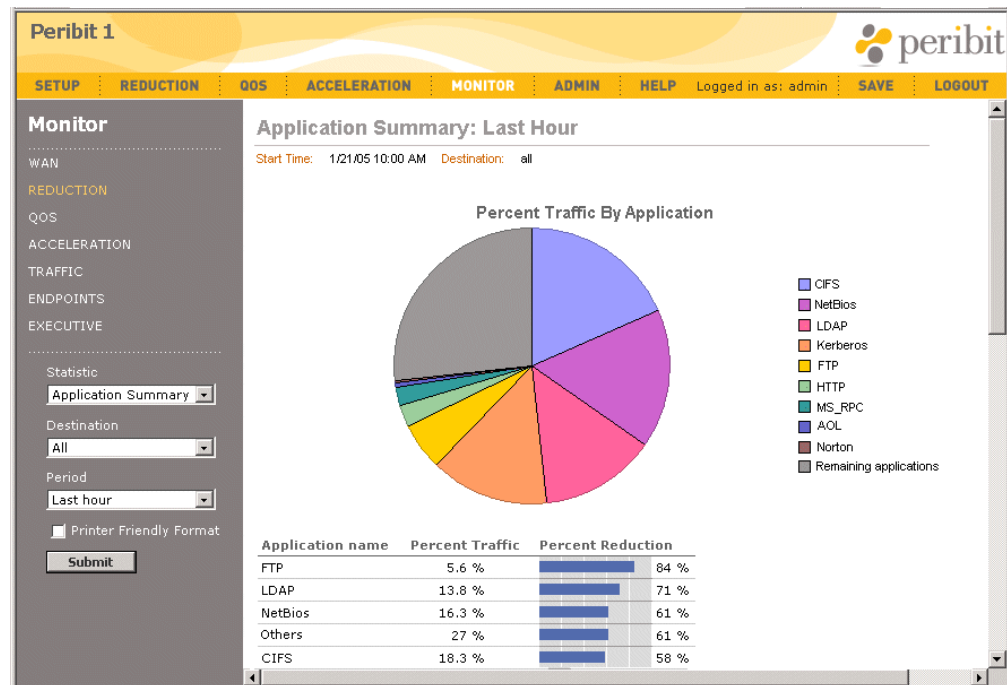 Peribit 1
peribit
SETUP REDUCTION QOS ACCELERATION MONITOR ADMIN HELP Logged in as: admin SAVE LOGOUT
Monitor
WAN
REDUCTION
QOS
ACCELERATION
TRAFFIC
ENDPOINTS
EXECUTIVE
Statistic
Application Summary
Destination
All
Period
Last hour
Printer Friendly Format
Submit
Application Summary: Last Hour
Start Time: 1/21/05 10:00 AM Destination: all
Percent Traffic By Application
CIFS
NetBios
LDAP
Kerberos
FTP
HTTP
MS_RPC
AOL
Norton
Remaining applications
Application name Percent Traffic Percent Reduction
FTP 5.6 % 84 %
LDAP 13.8 % 71 %
NetBios 16.3 % 61 %
Others 27 % 61 %
CIFS 18.3 % 58 %